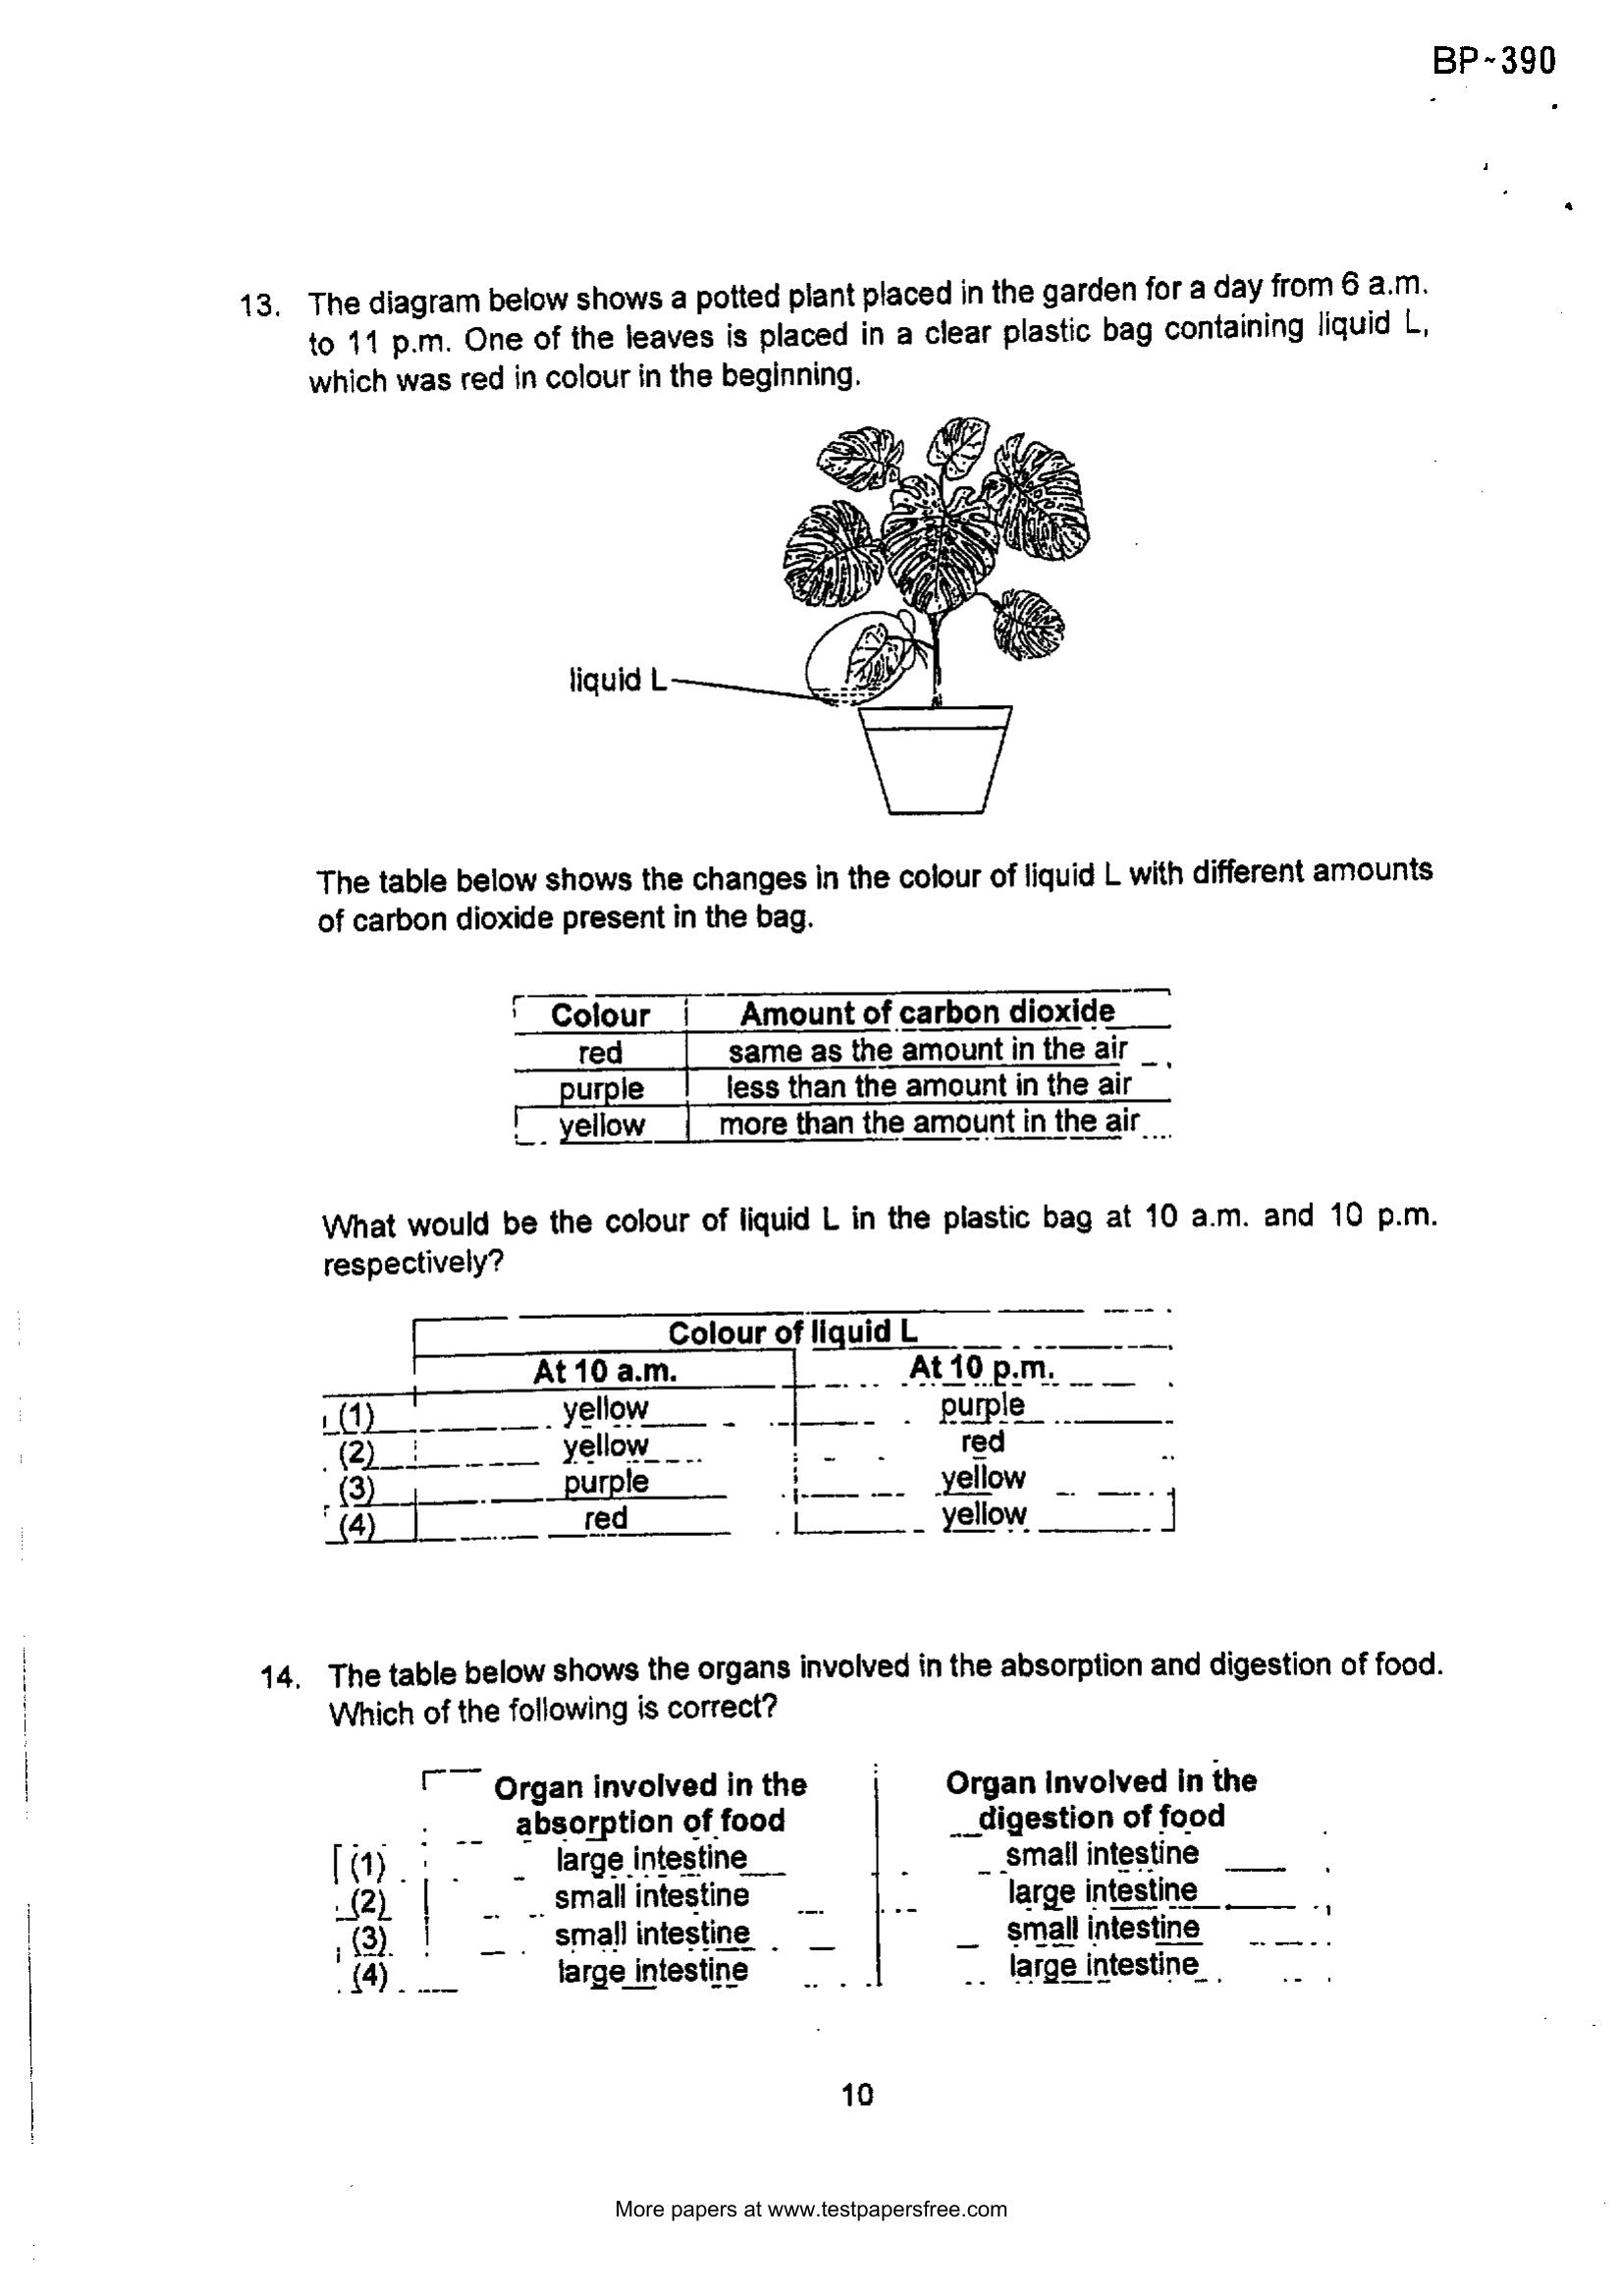 BP~390
13. The diagram below shows a potted plant placed in the garden for a day from 6 a.m.
to 11 p.m. One of the leaves is placed in a clear plastic bag containing liquid L,
which was red in colour in the beginning.
liquid L
The table below shows the changes in the colour of liquid L with different amounts
of carbon dioxide present in the bag.
Colour Amount of carbon dioxide
red same as the amount in the air
purple less than the amount in the air
yellow more than the amount in the air
What would be the colour of liquid L in the plastic bag at 10 a.m. and 10 p.m.
respectively?
Colour of liquid L
At 10 a.m. At 10 p.m.
(1) yellow purple
(2) yellow red
(3) purple yellow
(4) red yellow
14. The table below shows the organs involved in the absorption and digestion of food.
Which of the following is correct?
Organ involved in the Organ involved in the
absorption of food digestion of food
(1) large intestine small intestine
(2) small intestine large intestine
(3) small intestine small intestine
(4) large intestine large intestine
10
More papers at www.testpapersfree.com